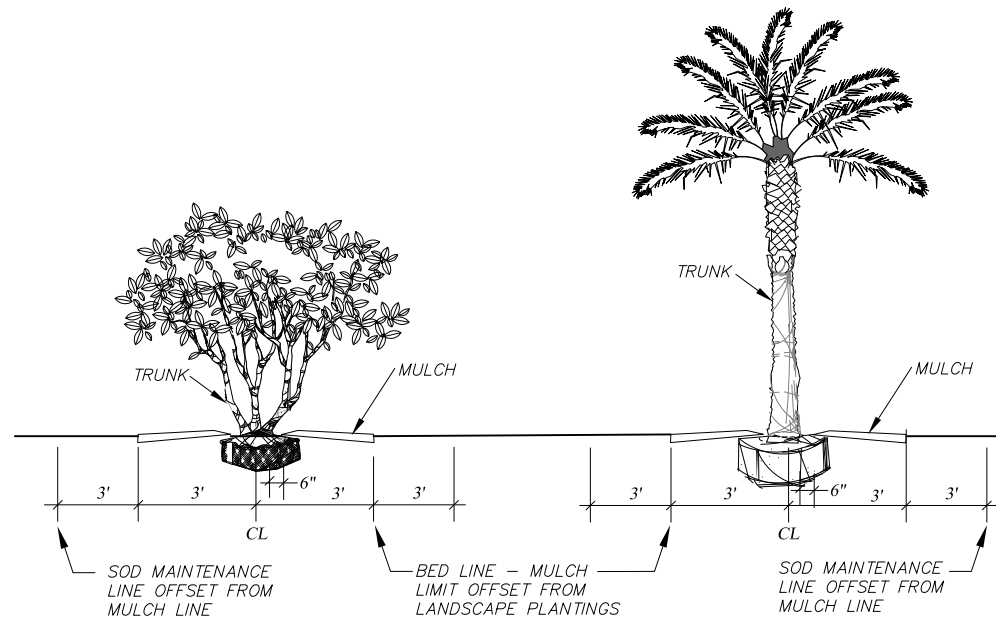 TRUNK
TRUNK
MULCH
MULCH
3'
3'
6"
3'
3'
3'
3'
6"
3'
3'
CL
CL
SOD MAINTENANCE
LINE OFFSET FROM
MULCH LINE
BED LINE – MULCH
LIMIT OFFSET FROM
LANDSCAPE PLANTINGS
SOD MAINTENANCE
LINE OFFSET FROM
MULCH LINE